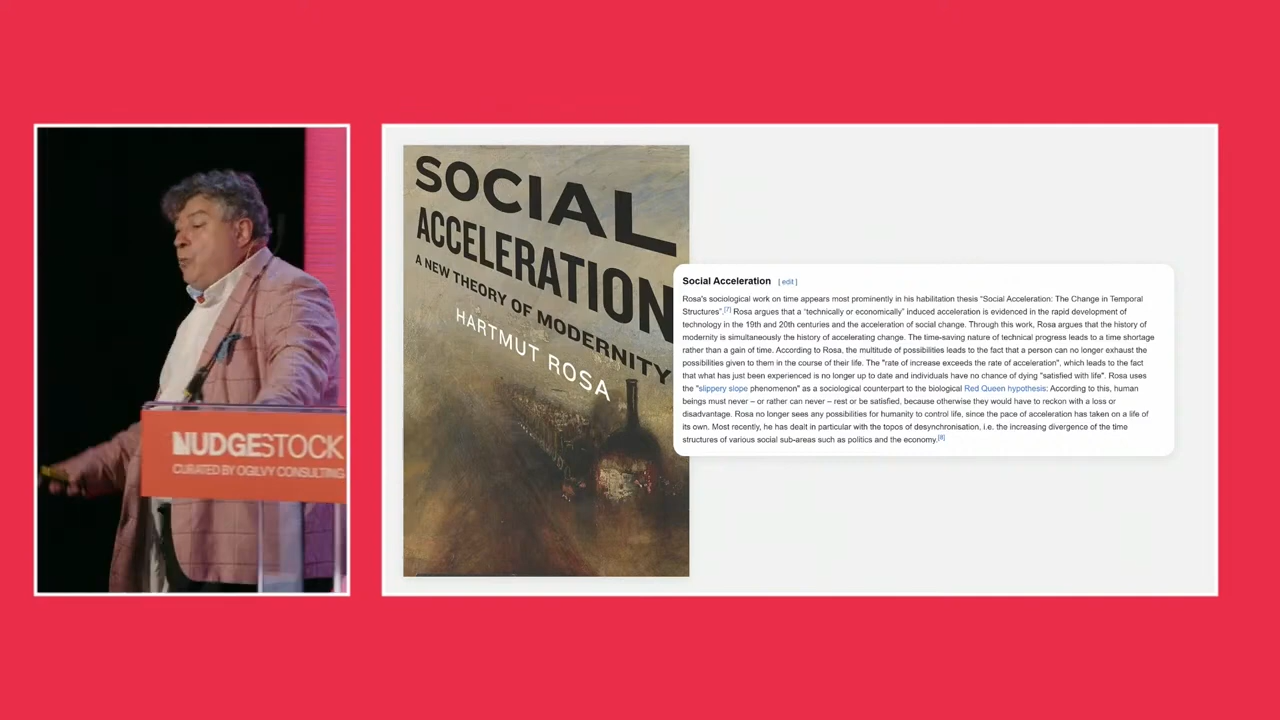 NUDGESTOCK
CURATED BY OGILVY CONSULTING
SOCIAL
ACCELERATION
A NEW THEORY OF MODERNITY
HARTMUT ROSA
Social Acceleration [ edit ]
Rosa's sociological work on time appears most prominently in his habilitation thesis "Social Acceleration: The Change in Temporal
Structures".[7] Rosa argues that a 'technically or economically" induced acceleration is evidenced in the rapid development of
technology in the 19th and 20th centuries and the acceleration of social change. Through this work, Rosa argues that the history of
modernity is simultaneously the history of accelerating change. The time-saving nature of technical progress leads to a time shortage
rather than a gain of time. According to Rosa, the multitude of possibilities leads to the fact that a person can no longer exhaust the
possibilities given to them in the course of their life. The "rate of increase exceeds the rate of acceleration", which leads to the fact
that what has just been experienced is no longer up to date and individuals have no chance of dying "satisfied with life". Rosa uses
the "slippery slope phenomenon" as a sociological counterpart to the biological Red Queen hypothesis: According to this, human
beings must never – or rather can never – rest or be satisfied, because otherwise they would have to reckon with a loss or
disadvantage. Rosa no longer sees any possibilities for humanity to control life, since the pace of acceleration has taken on a life of
its own. Most recently, he has dealt in particular with the topos of desynchronisation, i.e. the increasing divergence of the time
structures of various social sub-areas such as politics and the economy.[8]